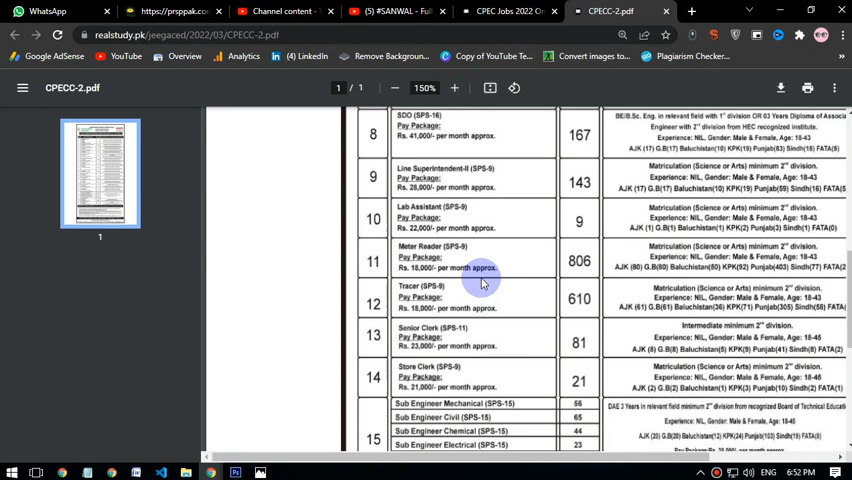 WhatsApp
https://prsppak.com
Channel content - Y
(5) #SANWAL - Full
CPEC Jobs 2022 On
CPECC-2.pdf
realstudy.pk/jeegaced/2022/03/CPECC-2.pdf
Google AdSense
YouTube
Overview
Analytics
(1) LinkedIn
Remove Background...
Copy of YouTube Te...
Convert images to...
Plagiarism Checker...
CPECC-2.pdf
1 / 1
150%
1
8
SDO (SPS-16)
Pay Package:
Rs. 41,000/- per month approx.
167
BE/B.Sc. Eng. in relevant field with 1st division OR 03 Years Diploma of Associa
Engineer with 2nd division from HEC recognized institute.
Experience: NIL, Gender: Male & Female, Age: 18-43
AJK (17) G.B(17) Baluchistan(10) KPK(19) Punjab(83) Sindh(16) FATA(5)
9
Line Superintendent-II (SPS-9)
Pay Package:
Rs. 28,000/- per month approx.
143
Matriculation (Science or Arts) minimum 2nd division.
Experience: NIL, Gender: Male & Female, Age: 18-43
AJK (17) G.B(17) Baluchistan(10) KPK(19) Punjab(59) Sindh(16) FATA(5
10
Lab Assistant (SPS-9)
Pay Package:
Rs. 22,000/- per month approx.
9
Matriculation (Science or Arts) minimum 2nd division.
Experience: NIL, Gender: Male & Female, Age: 18-43
AJK (1) G.B(1) Baluchistan(1) KPK(2) Punjab(3) Sindh(1) FATA(0)
11
Meter Reader (SPS-9)
Pay Package:
Rs. 18,000/- per month approx.
806
Matriculation (Science or Arts) minimum 2nd division.
Experience: NIL, Gender: Male & Female, Age: 18-43
AJK (80) G.B(80) Baluchistan(50) KPK(92) Punjab(403) Sindh(77) FATA(2
12
Tracer (SPS-9)
Pay Package:
Rs. 18,000/- per month approx.
610
Matriculation (Science or Arts) minimum 2nd division.
Experience: NIL, Gender: Male & Female, Age: 18-43
AJK (61) G.B(61) Baluchistan(36) KPK(71) Punjab(305) Sindh(58) FATA(
13
Senior Clerk (SPS-11)
Pay Package:
Rs. 23,000/- per month approx.
81
Intermediate minimum 2nd division.
Experience: NIL, Gender: Male & Female, Age: 18-45
AJK (8) G.B(8) Baluchistan(5) KPK(9) Punjab(41) Sindh(8) FATA(2)
14
Store Clerk (SPS-9)
Pay Package:
Rs. 21,000/- per month approx.
21
Matriculation (Science or Arts) minimum 2nd division.
Experience: NIL, Gender: Male & Female, Age: 18-45
AJK (2) G.B(2) Baluchistan(1) KPK(3) Punjab(10) Sindh(2) FATA(1)
15
Sub Engineer Mechanical (SPS-15)
56
Sub Engineer Civil (SPS-15)
65
Sub Engineer Chemical (SPS-15)
44
Sub Engineer Electrical (SPS-15)
23
DAE 3 Years in relevant field minimum 2nd division from recognized Board of Technical Educatio
Experience: NIL, Gender: Male & Female, Age: 18-45
AJK (20) G.B(20) Baluchistan(12) KPK(24) Punjab(103) Sindh(19) FATA(8)
ENG
6:52 PM